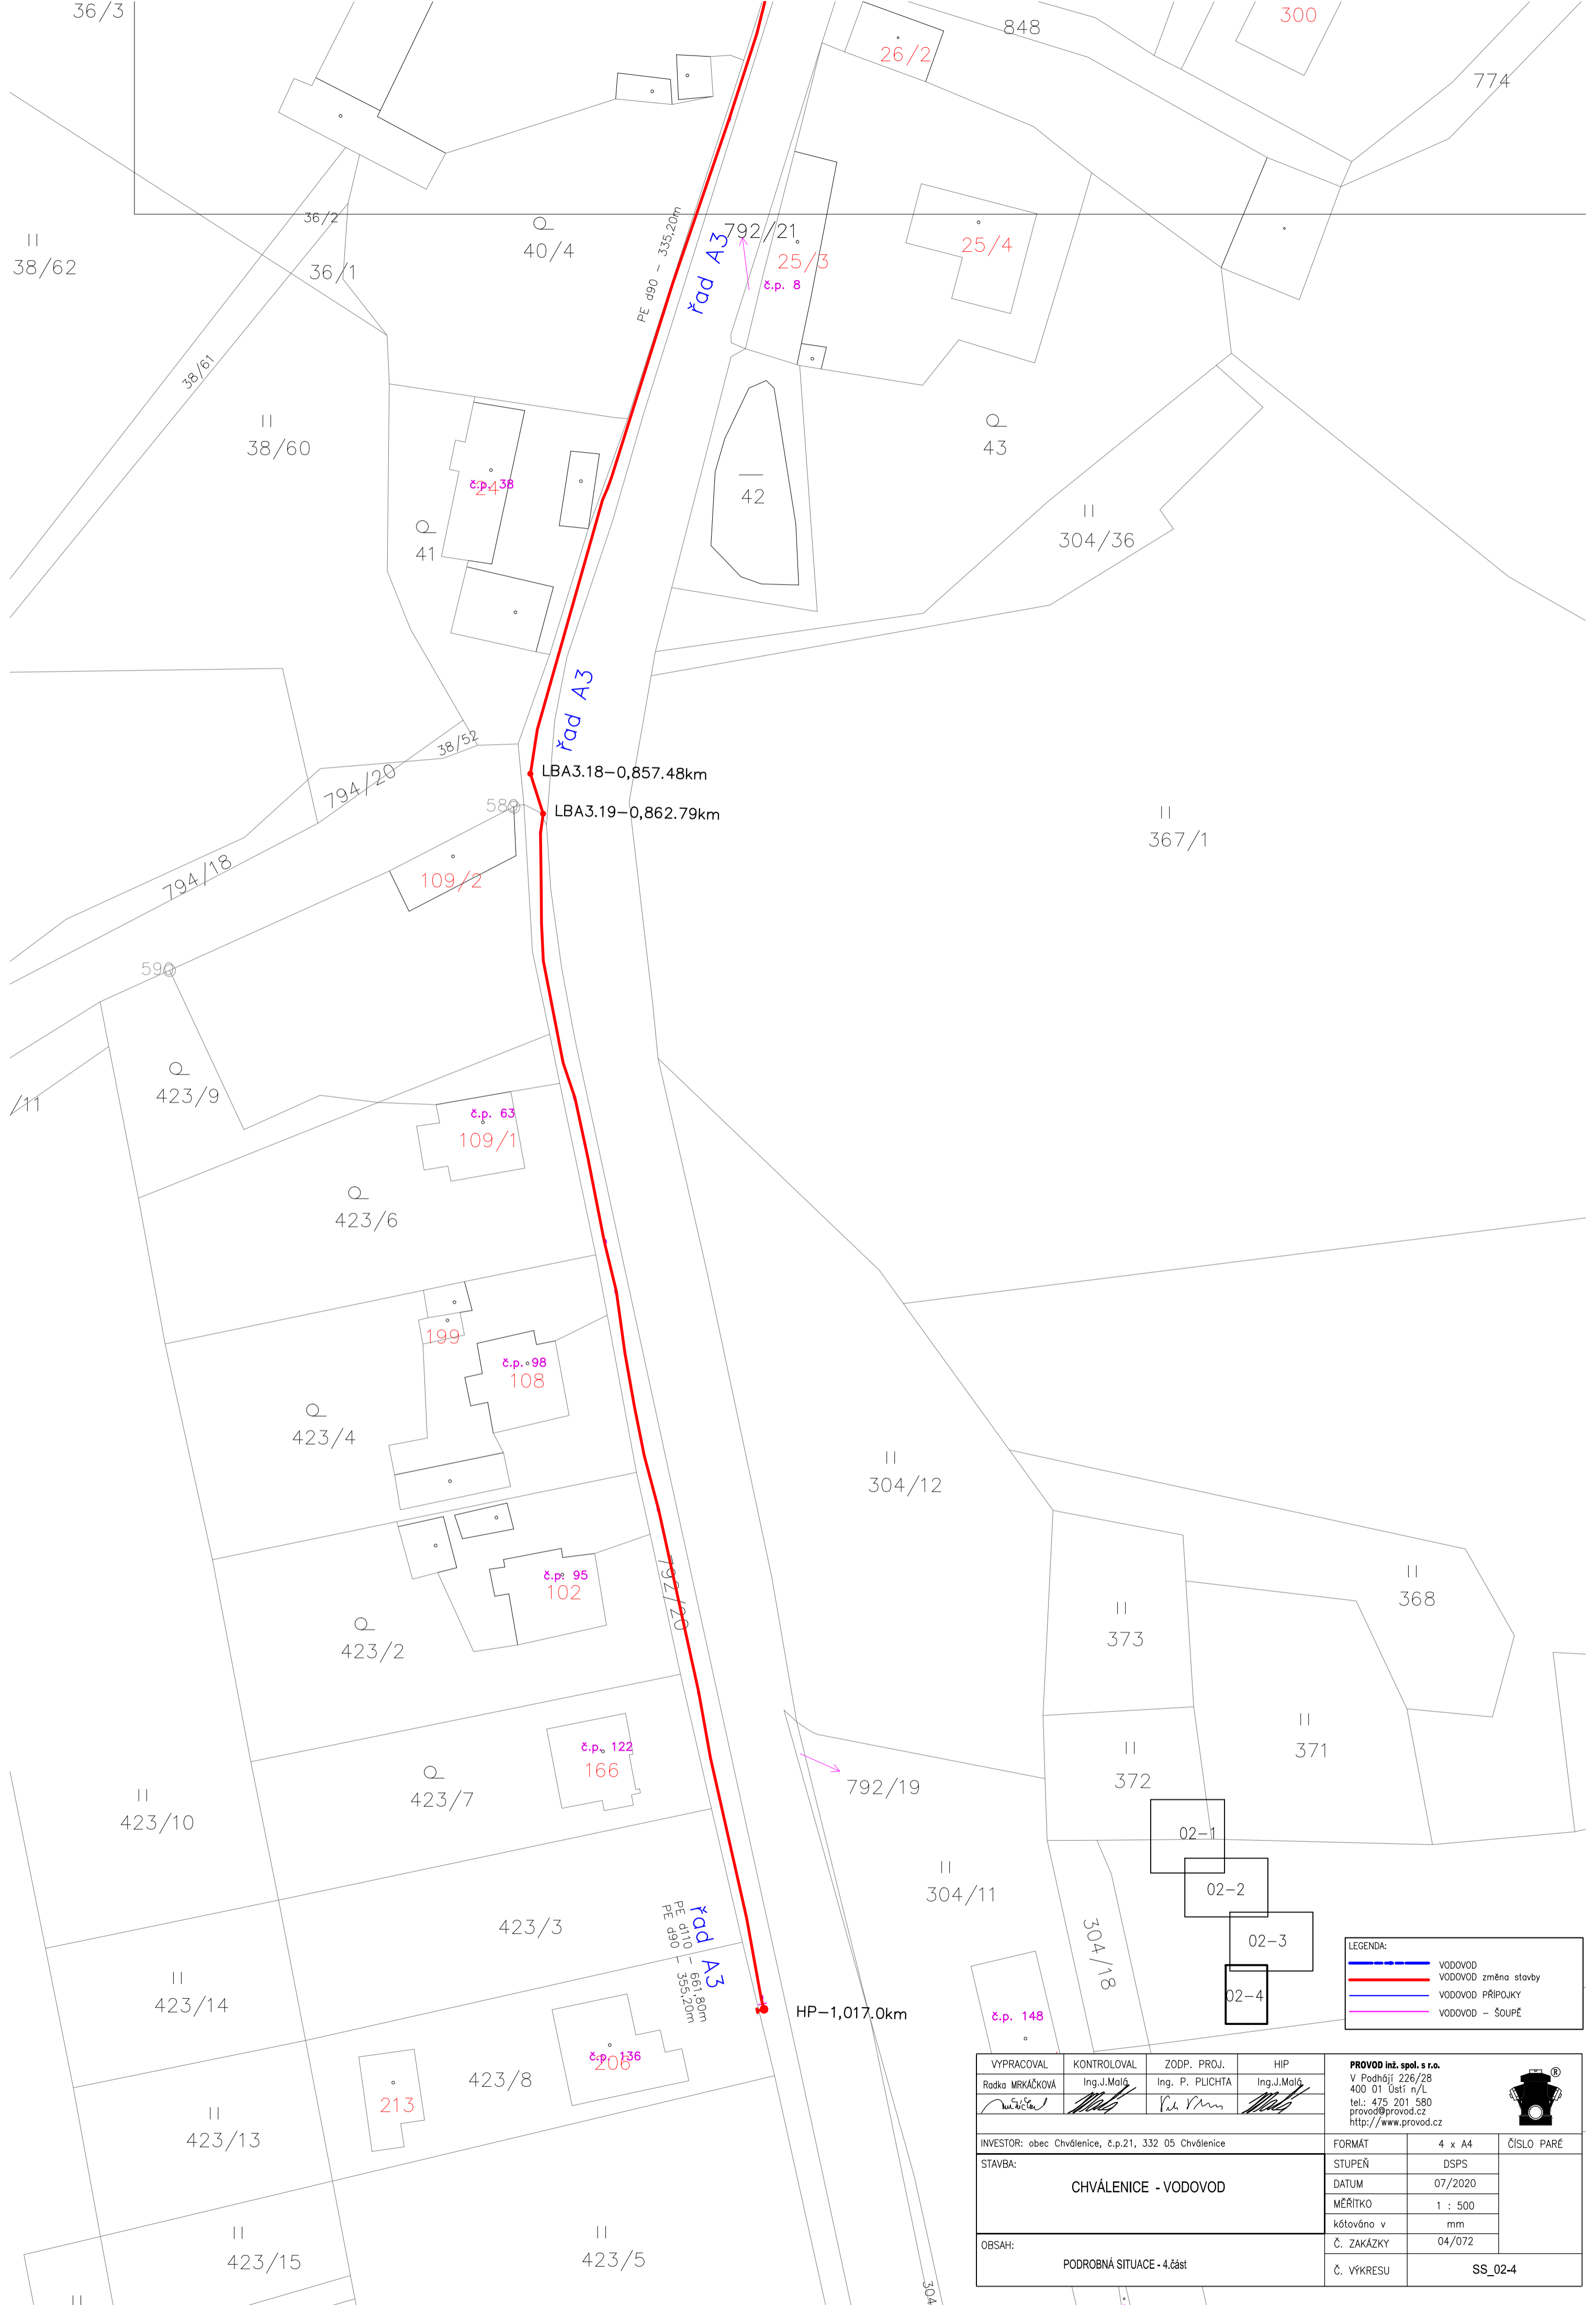 36/3
848
300
26/2
774
36/2
40/4
792/21
25/3
25/4
38/62
36/1
PE d90 - 335,20m
řad A3
č.p. 8
38/61
38/60
43
č.p. 38
24
42
41
304/36
řad A3
38/52
794/20
LBA3.18-0,857.48km
589
LBA3.19-0,862.79km
367/1
109/2
794/18
590
423/9
/11
č.p. 63
109/1
423/6
199
č.p. 98
108
423/4
304/12
368
č.p. 95
102
792/20
373
423/2
371
č.p. 122
166
372
792/19
423/7
423/10
02-1
02-2
304/11
423/3
řad A3
PE d110 - 661,80m
PE d90 - 355,20m
304/18
02-3
423/14
02-4
HP-1,017.0km
č.p. 148
LEGENDA:
VODOVOD
VODOVOD změna stavby
VODOVOD PŘÍPOJKY
VODOVOD - ŠOUPĚ
č.p. 136
206
423/8
213
423/13
423/15
423/5
304
VYPRACOVAL KONTROLOVAL ZODP. PROJ. HIP
Radka MRKÁČKOVÁ Ing.J.Malá Ing. P. PLICHTA Ing.J.Malá
PROVOD inž. spol. s r.o.
V Podhájí 226/28
400 01 Ústí n/L
tel.: 475 201 580
provod@provod.cz
http://www.provod.cz
®
INVESTOR: obec Chválenice, č.p.21, 332 05 Chválenice
FORMÁT 4 x A4 ČÍSLO PARÉ
STAVBA:
CHVÁLENICE - VODOVOD
STUPEŇ DSPS
DATUM 07/2020
MĚŘÍTKO 1 : 500
kótováno v mm
OBSAH:
PODROBNÁ SITUACE - 4.část
Č. ZAKÁZKY 04/072
Č. VÝKRESU SS_02-4